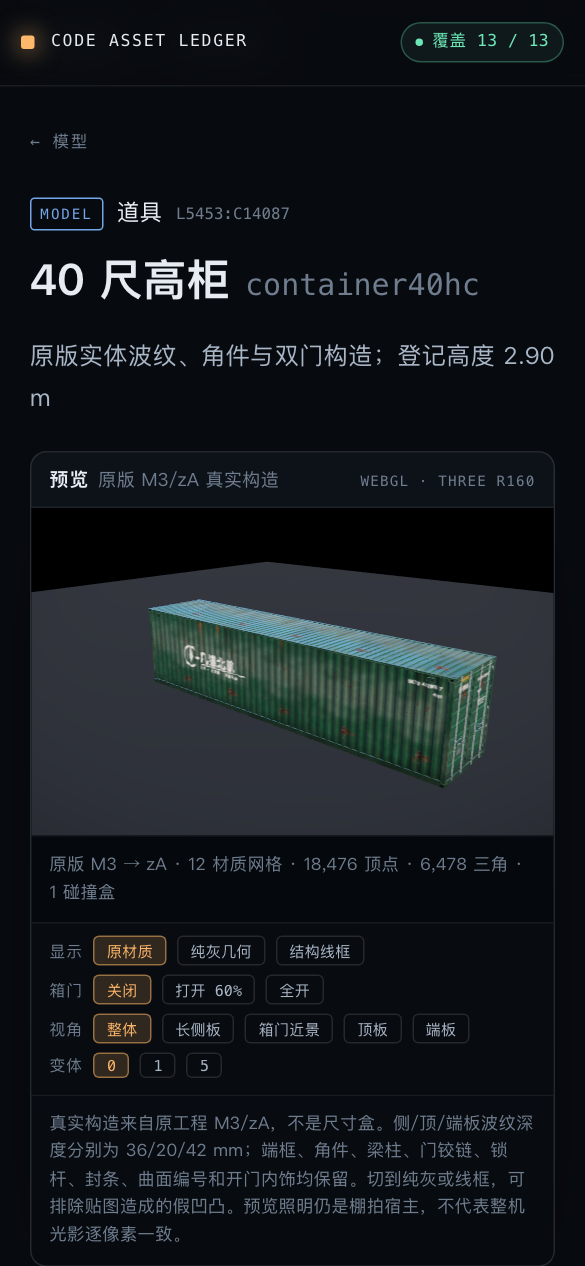 CODE ASSET LEDGER
覆盖 13 / 13
← 模型
MODEL 道具 L5453:C14087
40 尺高柜 container40hc
原版实体波纹、角件与双门构造；登记高度 2.90
m
预览 原版 M3/zA 真实构造 WEBGL · THREE R160
原版 M3 → zA · 12 材质网格 · 18,476 顶点 · 6,478 三角 ·
1 碰撞盒
显示 原材质 纯灰几何 结构线框
箱门 关闭 打开 60% 全开
视角 整体 长侧板 箱门近景 顶板 端板
变体 0 1 5
真实构造来自原工程 M3/zA，不是尺寸盒。侧/顶/端板波纹深
度分别为 36/20/42 mm；端框、角件、梁柱、门铰链、锁
杆、封条、曲面编号和开门内饰均保留。切到纯灰或线框，可
排除贴图造成的假凹凸。预览照明仍是棚拍宿主，不代表整机
光影逐像素一致。